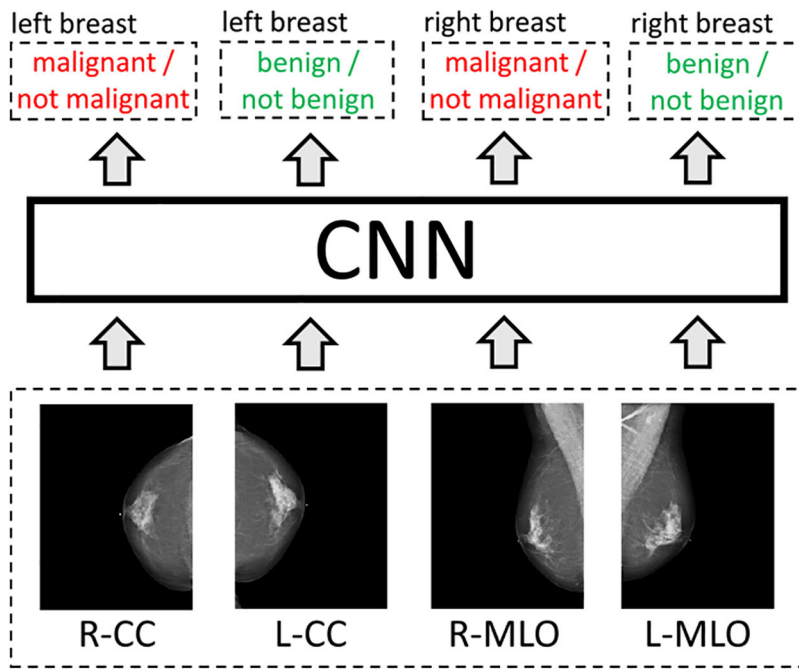 left breast
malignant /
not malignant
left breast
benign /
not benign
right breast
malignant /
not malignant
right breast
benign /
not benign
CNN
R-CC
L-CC
R-MLO
L-MLO